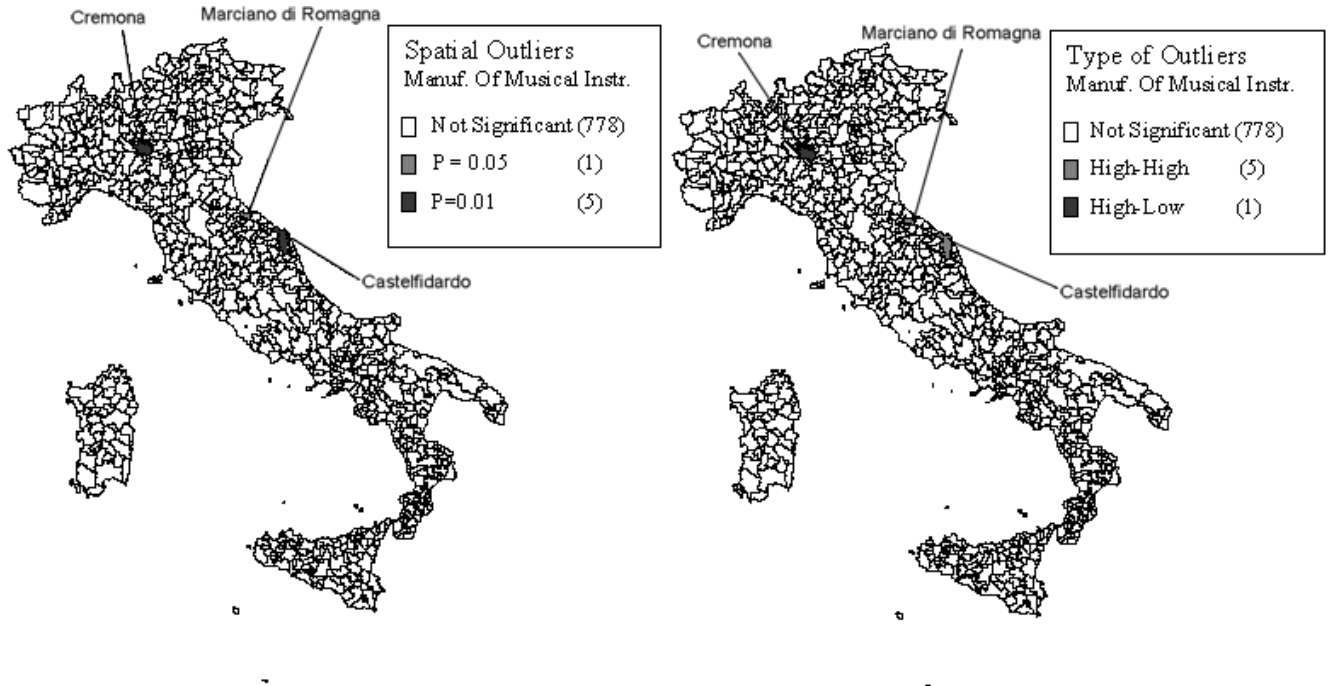 Cremona
Marciano di Romagna
Spatial Outliers
Manuf. Of Musical Instr.
Not Significant (778)
P = 0.05 (1)
P=0.01 (5)
Castelfidardo
Cremona
Marciano di Romagna
Type of Outliers
Manuf. Of Musical Instr.
Not Significant (778)
High-High (5)
High-Low (1)
Castelfidardo